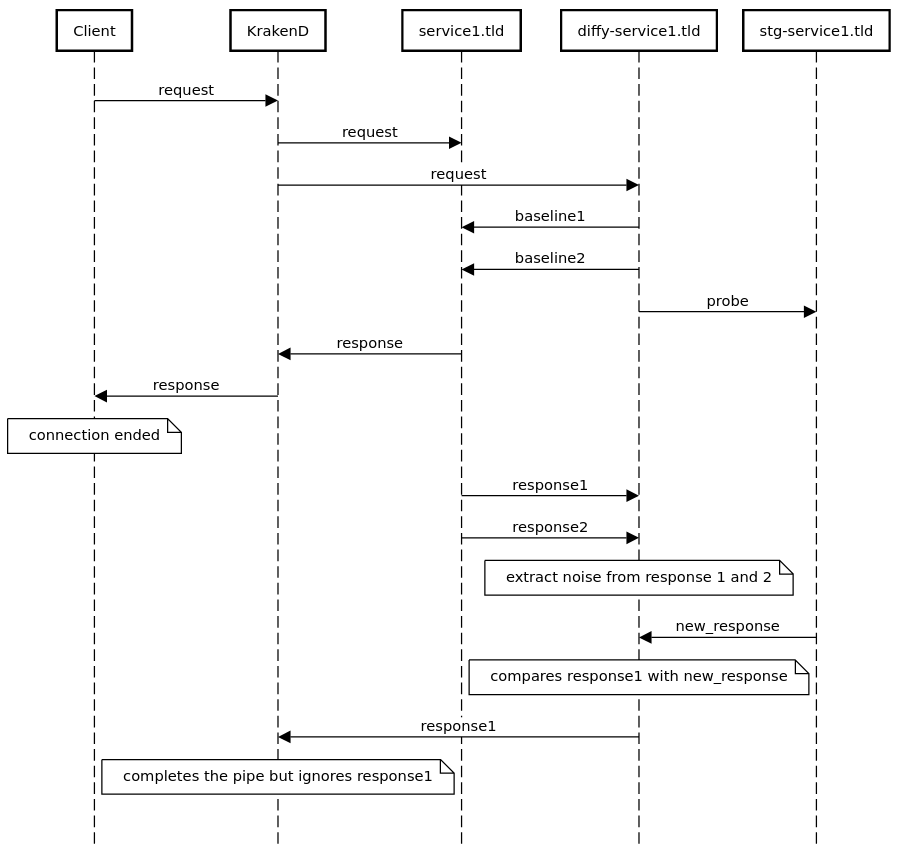 Client
KrakenD
service1.tld
diffy-service1.tld
stg-service1.tld
request
request
request
baseline1
baseline2
probe
response
response
connection ended
response1
response2
extract noise from response 1 and 2
new_response
compares response1 with new_response
response1
completes the pipe but ignores response1